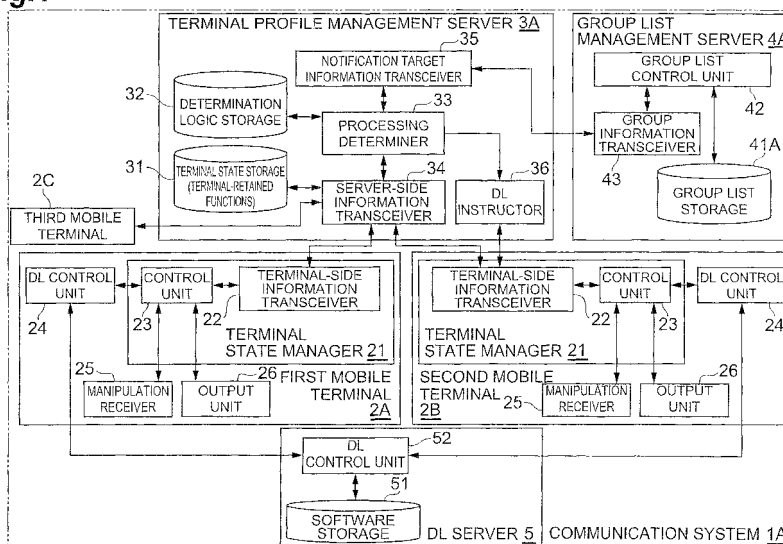 TERMINAL PROFILE MANAGEMENT SERVER 3A
35
NOTIFICATION TARGET
INFORMATION TRANSCEIVER
32
DETERMINATION
LOGIC STORAGE
33
PROCESSING
DETERMINER
31
TERMINAL STATE STORAGE
(TERMINAL-RETAINED
FUNCTIONS)
34
SERVER-SIDE
INFORMATION
TRANSCEIVER
36
DL
INSTRUCTOR
GROUP LIST
MANAGEMENT SERVER 4A
GROUP LIST
CONTROL UNIT
42
GROUP
INFORMATION
TRANSCEIVER
43
41A
GROUP LIST
STORAGE
2C
THIRD MOBILE
TERMINAL
DL CONTROL
UNIT
24
CONTROL
UNIT
23
TERMINAL-SIDE
INFORMATION
TRANSCEIVER
22
TERMINAL
STATE MANAGER 21
25
MANIPULATION
RECEIVER
26
OUTPUT
UNIT
FIRST MOBILE
TERMINAL
2A
TERMINAL-SIDE
INFORMATION
TRANSCEIVER
22
CONTROL
UNIT
23
DL CONTROL
UNIT
24
TERMINAL
STATE MANAGER 21
SECOND MOBILE
TERMINAL
2B
25
MANIPULATION
RECEIVER
26
OUTPUT
UNIT
52
DL
CONTROL UNIT
51
SOFTWARE
STORAGE
DL SERVER 5
COMMUNICATION SYSTEM 1A